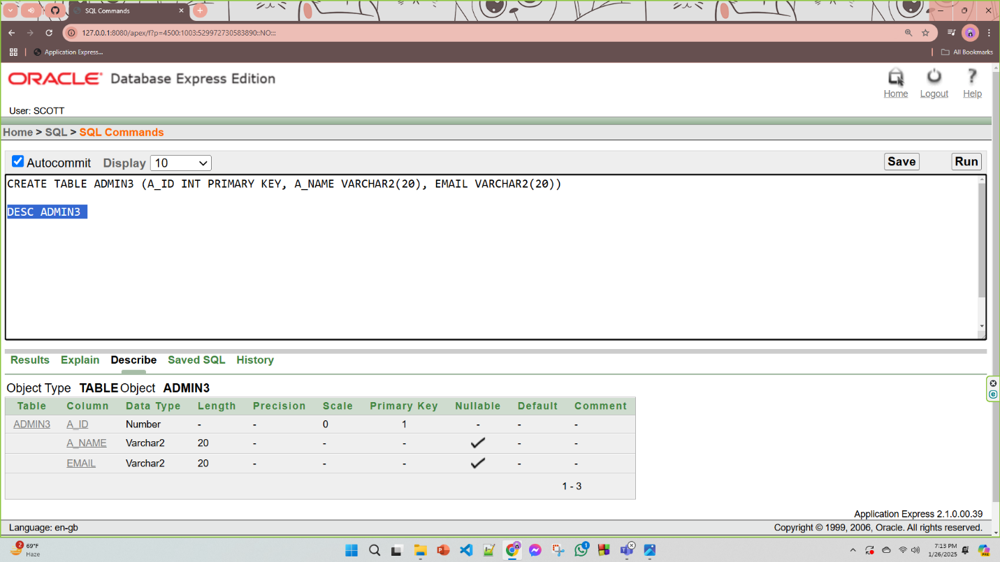 SQL Commands
127.0.0.1:8080/apex/f?p=4500:1003:529972730583890::NO:::
Application Express...
All Bookmarks
ORACLE Database Express Edition
Home Logout Help
User: SCOTT
Home > SQL > SQL Commands
Autocommit Display 10 Save Run
CREATE TABLE ADMIN3 (A_ID INT PRIMARY KEY, A_NAME VARCHAR2(20), EMAIL VARCHAR2(20))
DESC ADMIN3
Results Explain Describe Saved SQL History
Object Type TABLE Object ADMIN3
Table Column Data Type Length Precision Scale Primary Key Nullable Default Comment
ADMIN3 A_ID Number - - 0 1 - - -
A_NAME Varchar2 20 - - - - -
EMAIL Varchar2 20 - - - - -
1 - 3
Application Express 2.1.0.00.39
Language: en-gb Copyright © 1999, 2006, Oracle. All rights reserved.
2 69°F 1 7:13 PM
Haze 1/26/2025 PRE